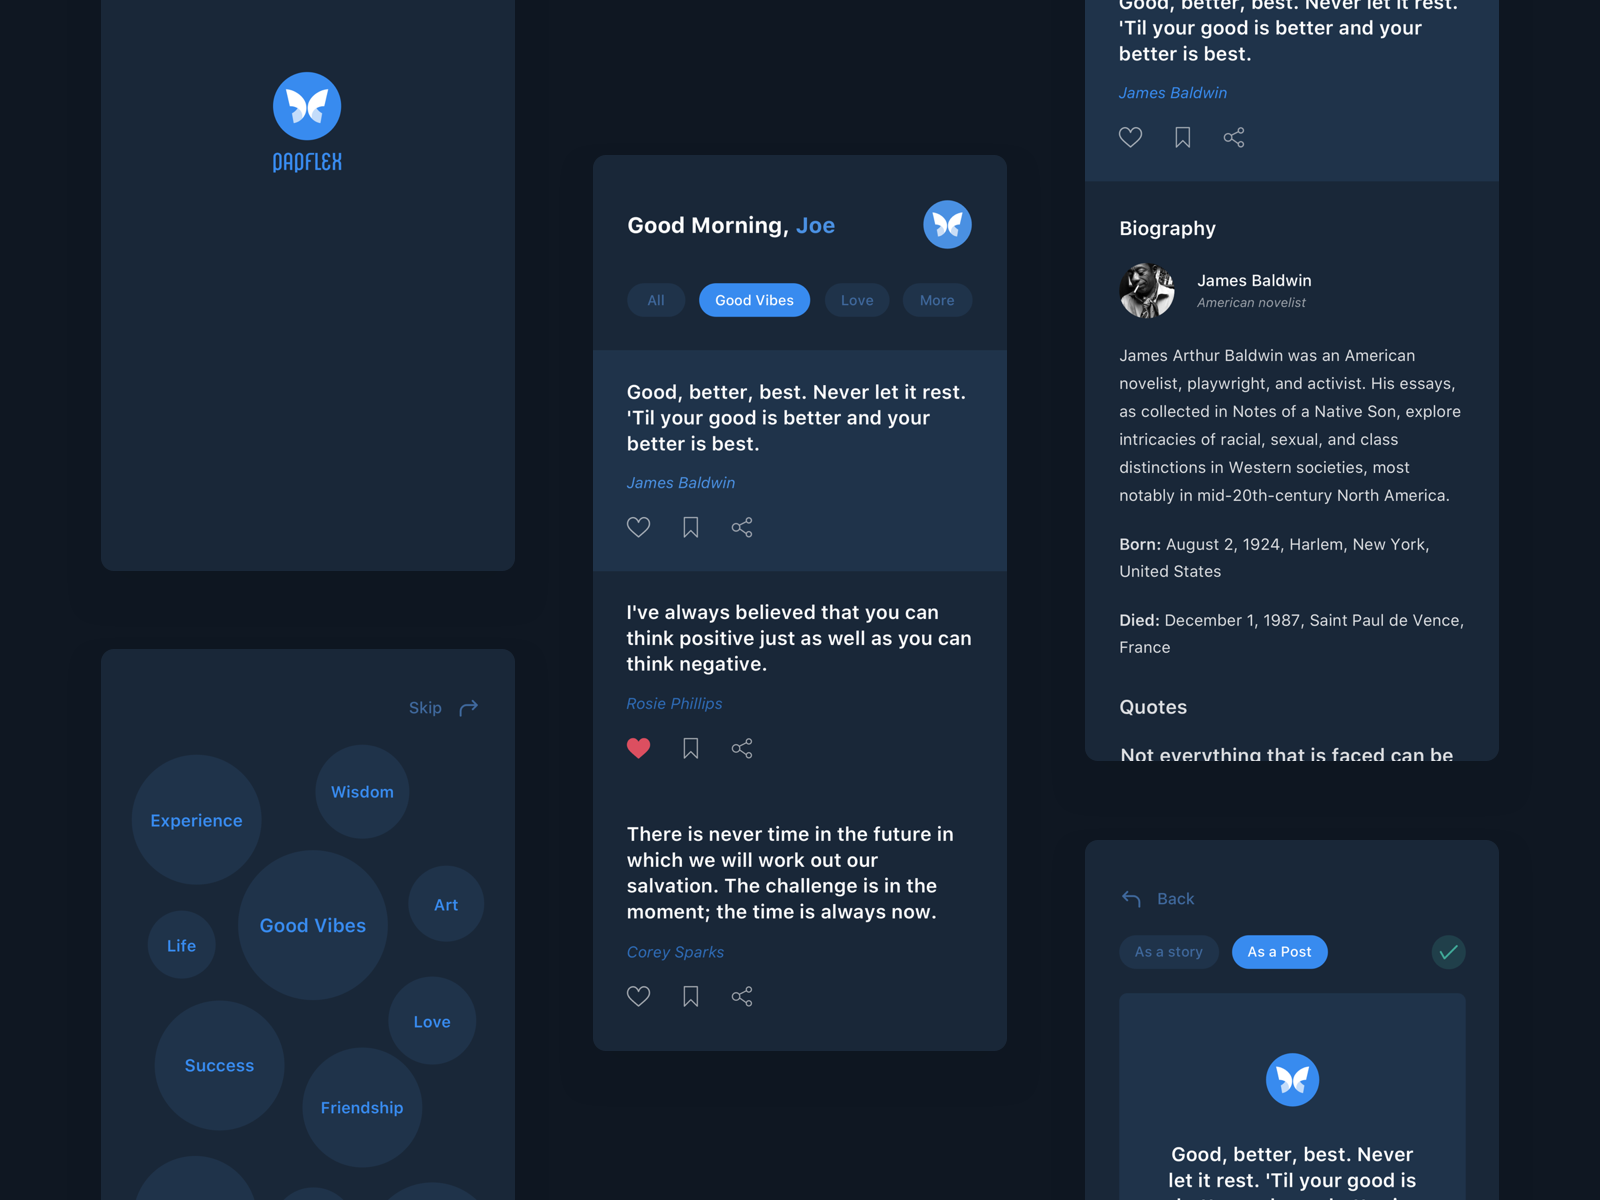 PAPFLEX
Skip
Experience
Wisdom
Good Vibes
Art
Life
Love
Success
Friendship
Good Morning, Joe
All
Good Vibes
Love
More
Good, better, best. Never let it rest.
'Til your good is better and your
better is best.
James Baldwin
I've always believed that you can
think positive just as well as you can
think negative.
Rosie Phillips
There is never time in the future in
which we will work out our
salvation. The challenge is in the
moment; the time is always now.
Corey Sparks
Good, better, best. Never let it rest.
'Til your good is better and your
better is best.
James Baldwin
Biography
James Baldwin
American novelist
James Arthur Baldwin was an American
novelist, playwright, and activist. His essays,
as collected in Notes of a Native Son, explore
intricacies of racial, sexual, and class
distinctions in Western societies, most
notably in mid-20th-century North America.
Born: August 2, 1924, Harlem, New York,
United States
Died: December 1, 1987, Saint Paul de Vence,
France
Quotes
Not everything that is faced can be
Back
As a story
As a Post
Good, better, best. Never
let it rest. 'Til your good is